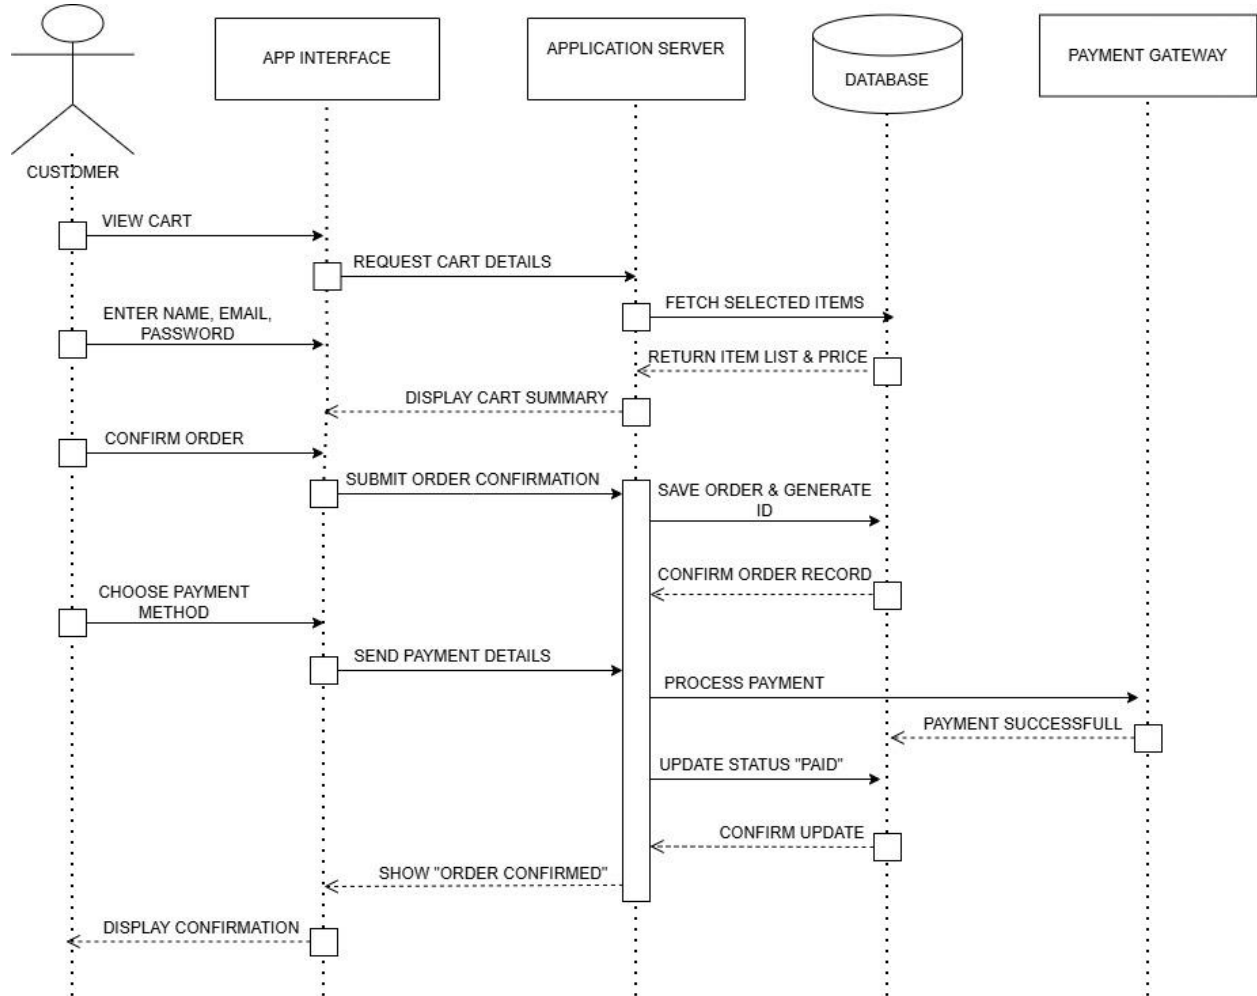 APP INTERFACE
APPLICATION SERVER
DATABASE
PAYMENT GATEWAY
CUSTOMER
VIEW CART
REQUEST CART DETAILS
FETCH SELECTED ITEMS
ENTER NAME, EMAIL,
PASSWORD
RETURN ITEM LIST & PRICE
DISPLAY CART SUMMARY
CONFIRM ORDER
SUBMIT ORDER CONFIRMATION
SAVE ORDER & GENERATE
ID
CONFIRM ORDER RECORD
CHOOSE PAYMENT
METHOD
SEND PAYMENT DETAILS
PROCESS PAYMENT
PAYMENT SUCCESSFULL
UPDATE STATUS "PAID"
CONFIRM UPDATE
SHOW "ORDER CONFIRMED"
DISPLAY CONFIRMATION